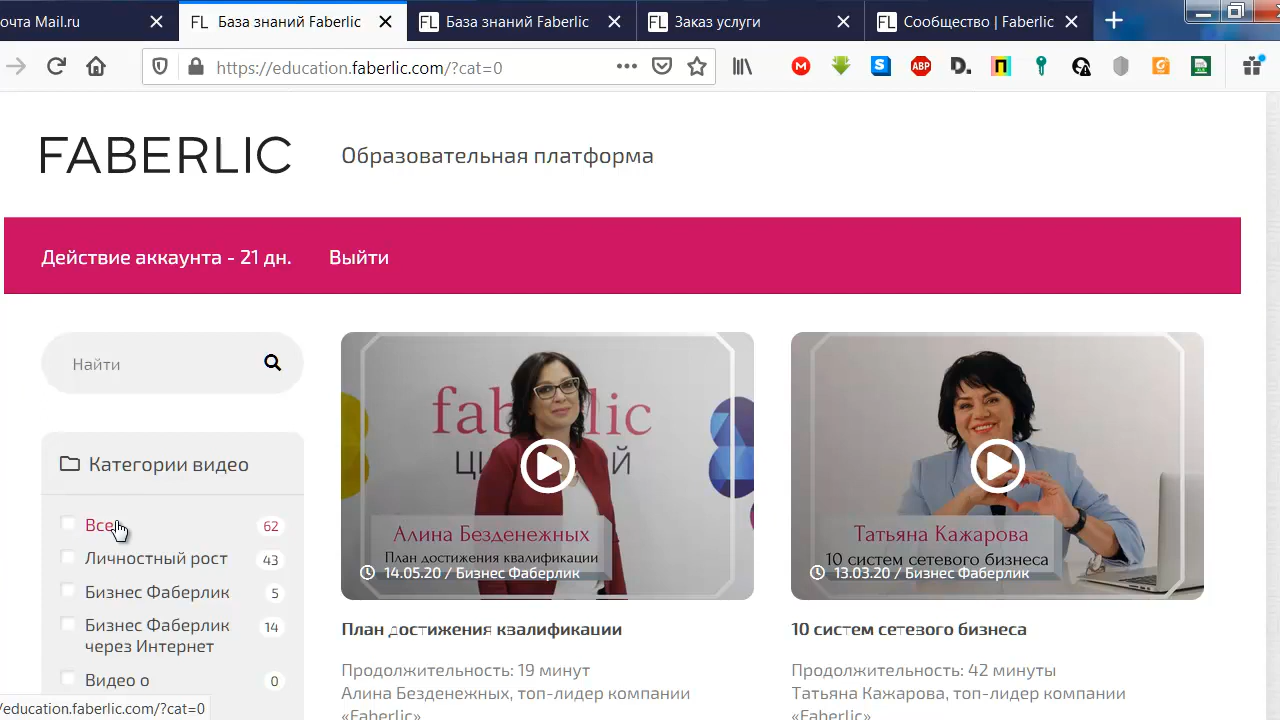 очта Mail.ru
FL База знаний Faberlic
FL База знаний Faberlic
FL Заказ услуги
FL Сообщество | Faberlic
https://education.faberlic.com/?cat=0
FABERLIC
Образовательная платформа
Действие аккаунта - 21 дн.
Выйти
Найти
Категории видео
Все 62
Личностный рост 43
Бизнес Фаберлик 5
Бизнес Фаберлик 14
через Интернет
Видео о 0
/education.faberlic.com/?cat=0
faberlic
Алина Безденежных
План достижения квалификации
14.05.20 / Бизнес Фаберлик
План достижения квалификации
Продолжительность: 19 минут
Алина Безденежных, топ-лидер компании
«Faberlic»
Татьяна Кажарова
10 систем сетевого бизнеса
13.03.20 / Бизнес Фаберлик
10 систем сетевого бизнеса
Продолжительность: 42 минуты
Татьяна Кажарова, топ-лидер компании
«Faberlic»